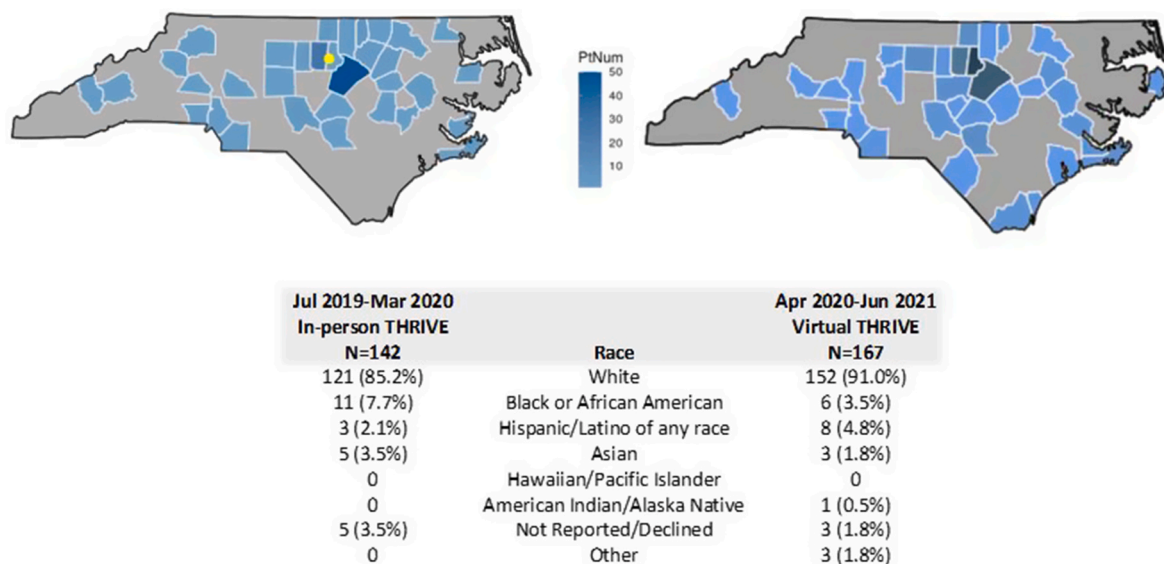 PtNum
50
40
30
20
10
Jul 2019-Mar 2020 Apr 2020-Jun 2021
In-person THRIVE Virtual THRIVE
N=142 Race N=167
121 (85.2%) White 152 (91.0%)
11 (7.7%) Black or African American 6 (3.5%)
3 (2.1%) Hispanic/Latino of any race 8 (4.8%)
5 (3.5%) Asian 3 (1.8%)
0 Hawaiian/Pacific Islander 0
0 American Indian/Alaska Native 1 (0.5%)
5 (3.5%) Not Reported/Declined 3 (1.8%)
0 Other 3 (1.8%)